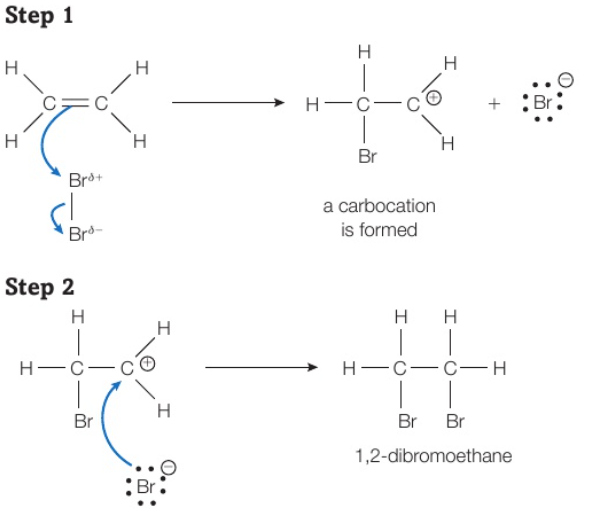 Step 1
H H
C C
H H
Brδ+
Brδ−
H
H
H C C ⊕
H
Br
+
Br ⊖
a carbocation
is formed
Step 2
H
H
H C C ⊕
H
Br
Br ⊖
H H
H C C H
Br Br
1,2-dibromoethane